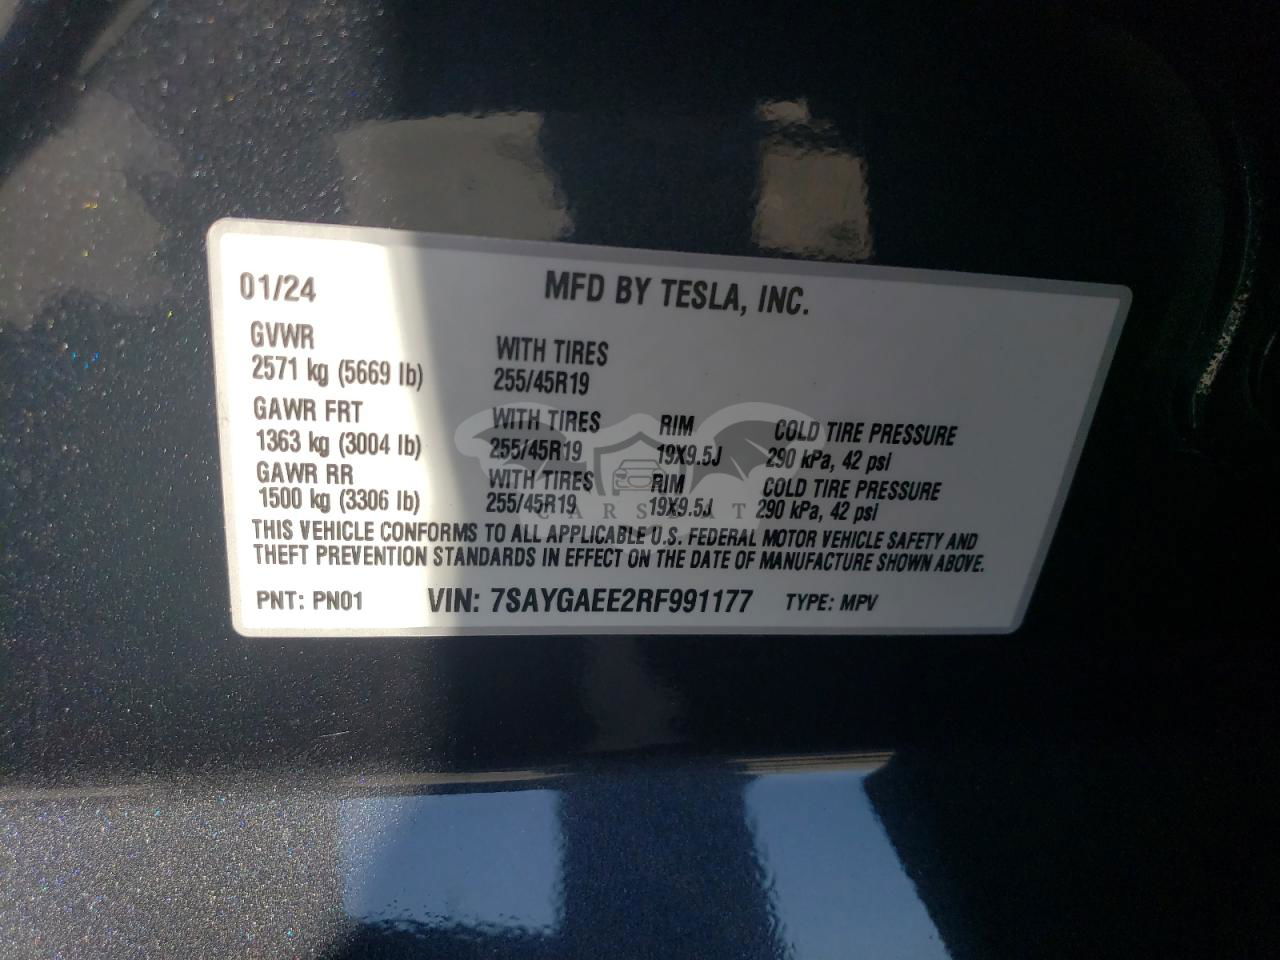 01/24 MFD BY TESLA, INC.
GVWR
2571 kg (5669 lb)
WITH TIRES
255/45R19
GAWR FRT WITH TIRES RIM COLD TIRE PRESSURE
1363 kg (3004 lb) 255/45R19 19X9.5J 290 kPa, 42 psi
GAWR RR WITH TIRES RIM COLD TIRE PRESSURE
1500 kg (3306 lb) 255/45R19 19X9.5J 290 kPa, 42 psi
THIS VEHICLE CONFORMS TO ALL APPLICABLE U.S. FEDERAL MOTOR VEHICLE SAFETY AND
THEFT PREVENTION STANDARDS IN EFFECT ON THE DATE OF MANUFACTURE SHOWN ABOVE.
PNT: PN01 VIN: 7SAYGAEE2RF991177 TYPE: MPV